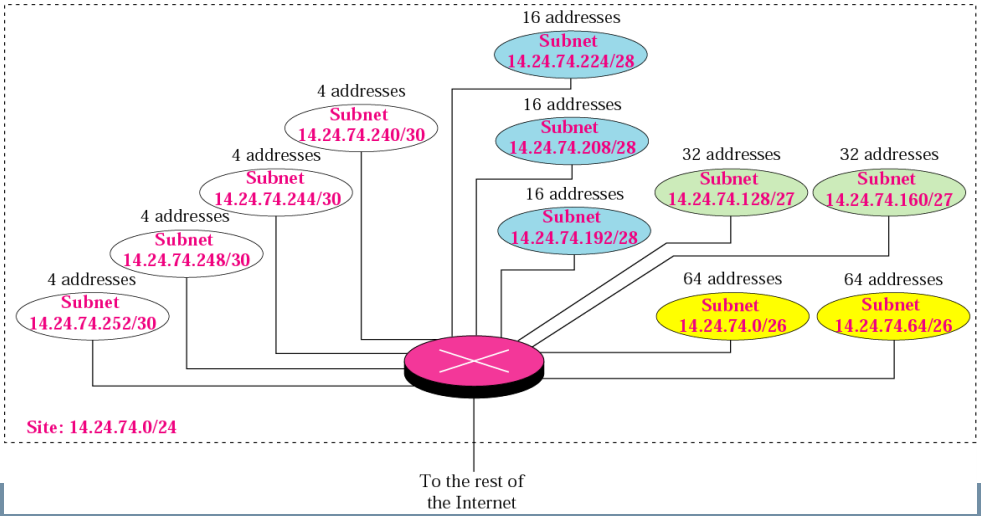 16 addresses
Subnet
14.24.74.224/28
4 addresses
Subnet
14.24.74.240/30
16 addresses
Subnet
14.24.74.208/28
4 addresses
Subnet
14.24.74.244/30
16 addresses
Subnet
14.24.74.192/28
32 addresses
Subnet
14.24.74.128/27
32 addresses
Subnet
14.24.74.160/27
4 addresses
Subnet
14.24.74.248/30
4 addresses
Subnet
14.24.74.252/30
64 addresses
Subnet
14.24.74.0/26
64 addresses
Subnet
14.24.74.64/26
Site: 14.24.74.0/24
To the rest of
the Internet